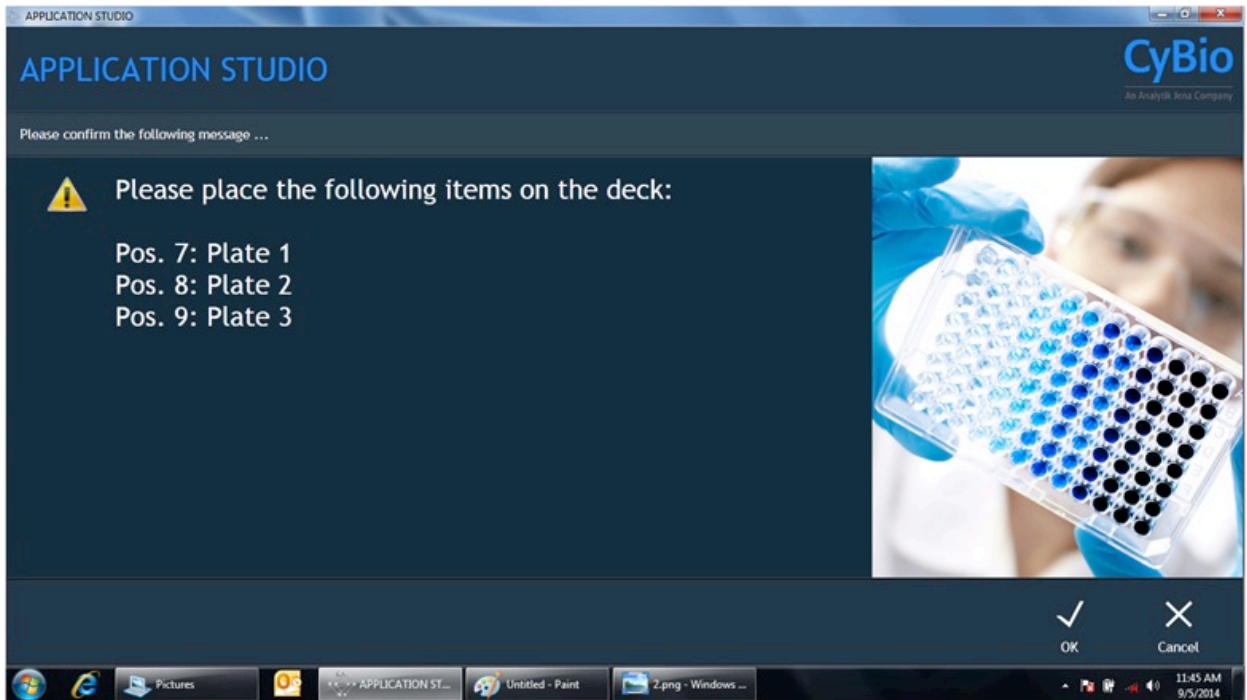 APPLICATION STUDIO
APPLICATION STUDIO
CyBio
An Analytik Jena Company
Please confirm the following message ...
Please place the following items on the deck:
Pos. 7: Plate 1
Pos. 8: Plate 2
Pos. 9: Plate 3
OK
Cancel
Pictures
APPLICATION ST...
Untitled - Paint
2.png - Windows ...
11:45 AM
9/5/2014